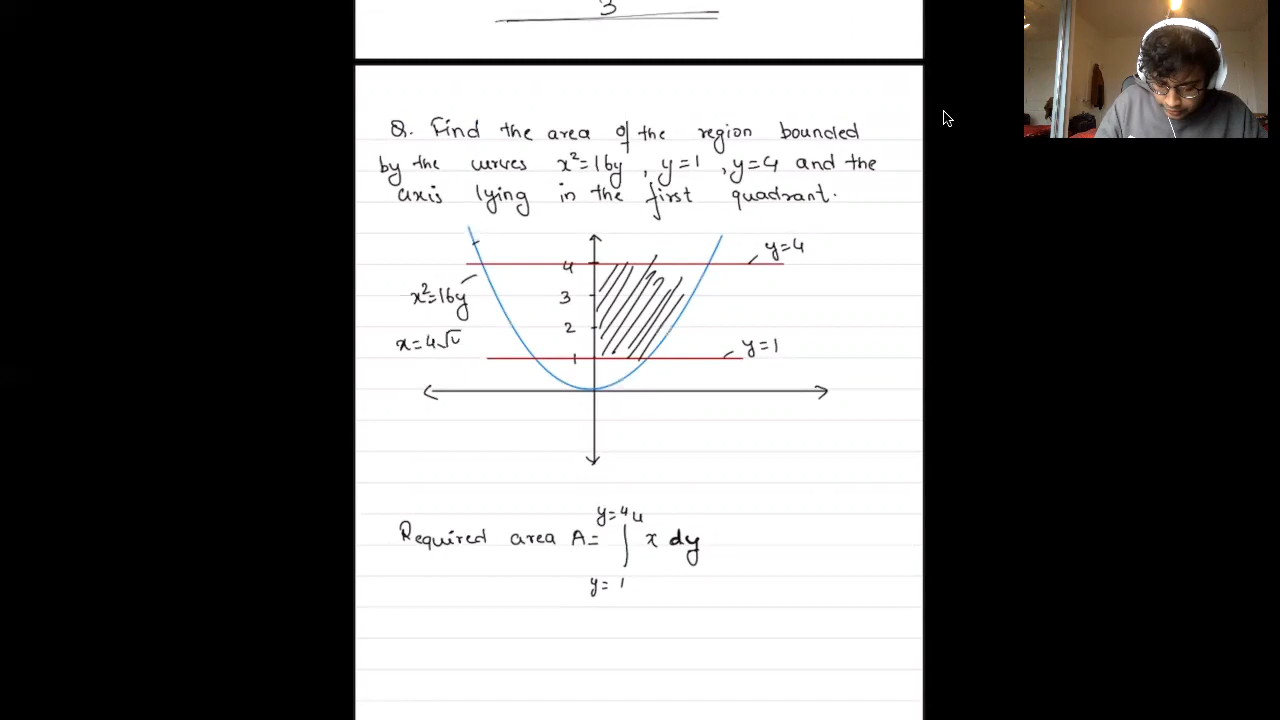 3
Q. Find the area of the region bounded
by the curves x²=16y , y=1 , y=4 and the
axis lying in the first quadrant.
y=4
4
x²=16y
3
2
x=4√
y=1
1
y=4
Required area A= ∫ x dy
y=1